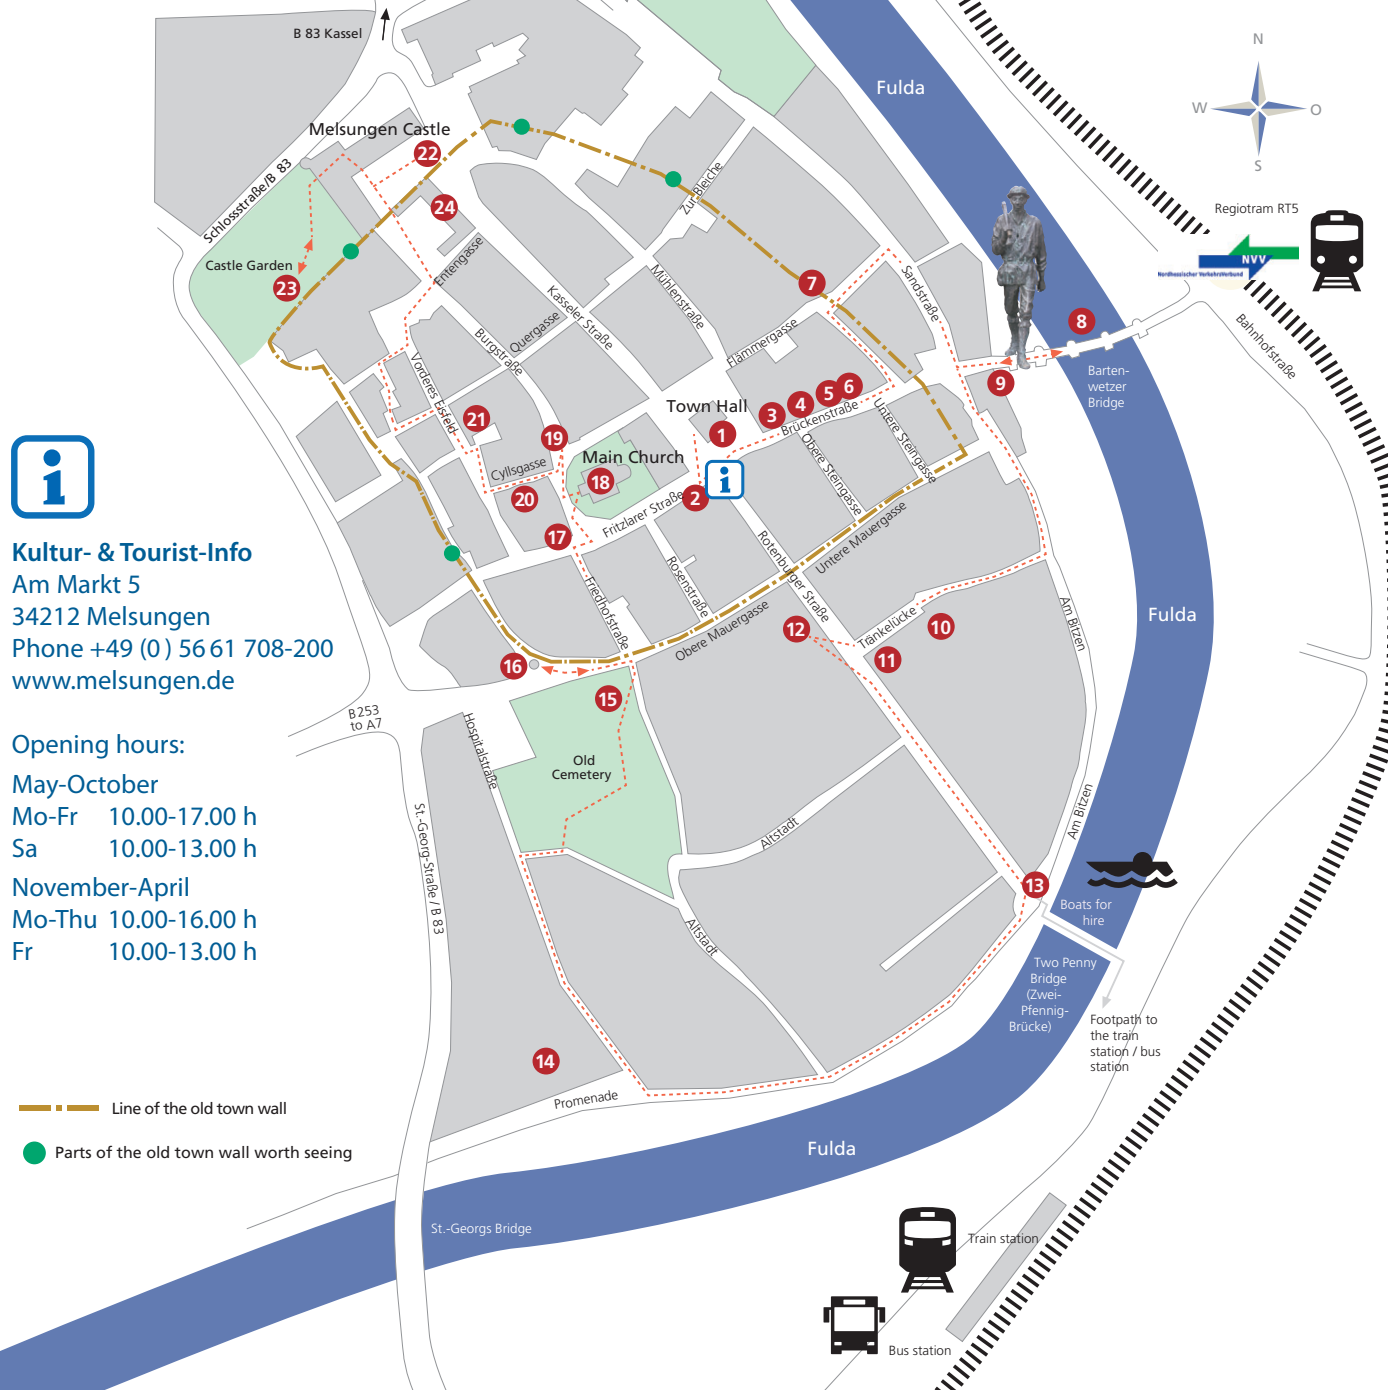 B 83 Kassel
Fulda
N
W
O
S
Melsungen Castle
22
Schlossstraße/B 83
Zur Bleiche
24
Regiotram RT5
Castle Garden
23
Entengasse
NVV
Nordhessischer VerkehrsVerbund
7
Mühlenstraße
Sandstraße
Kasseler Straße
Quergasse
Burgstraße
Flämmergasse
8
Bahnhofstraße
Vorderes Eisfeld
Barten-
wetzer
Bridge
9
6
5
4
3
Brückenstraße
Untere Steingasse
Town Hall
1
21
19
Main Church
18
Cyllsgasse
20
Obere Steingasse
2
Fritzlarer Straße
17
Untere Mauergasse
Rotenburger Straße
Rosenstraße
Friedhofstraße
Obere Mauergasse
Kultur- & Tourist-Info
Am Markt 5
34212 Melsungen
Phone +49 (0) 56 61 708-200
www.melsungen.de
12
Tränkelücke
10
11
Am Bitzen
Fulda
16
15
B 253
to A7
Hospitalstraße
Old
Cemetery
Opening hours:
May-October
Mo-Fr 10.00-17.00 h
Sa 10.00-13.00 h
November-April
Mo-Thu 10.00-16.00 h
Fr 10.00-13.00 h
St.-Georg-Straße / B 83
Altstadt
Am Bitzen
13
Boats for
hire
Altstadt
Two Penny
Bridge
(Zwei-
Pfennig-
Brücke)
Footpath to
the train
station / bus
station
14
Promenade
Line of the old town wall
Parts of the old town wall worth seeing
Fulda
St.-Georgs Bridge
Train station
Bus station